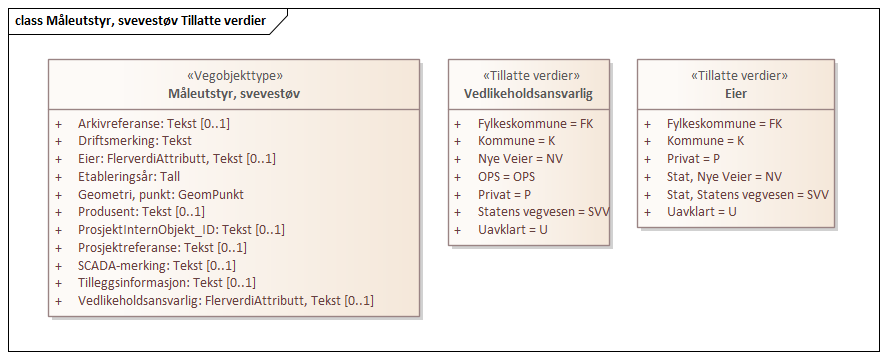 class Måleutstyr, svevestøv Tillatte verdier
«Vegobjekttype»
Måleutstyr, svevestøv
+ Arkivreferanse: Tekst [0..1]
+ Driftsmerking: Tekst
+ Eier: FlerverdiAttributt, Tekst [0..1]
+ Etableringsår: Tall
+ Geometri, punkt: GeomPunkt
+ Produsent: Tekst [0..1]
+ ProsjektInternObjekt_ID: Tekst [0..1]
+ Prosjektreferanse: Tekst [0..1]
+ SCADA-merking: Tekst [0..1]
+ Tilleggsinformasjon: Tekst [0..1]
+ Vedlikeholdsansvarlig: FlerverdiAttributt, Tekst [0..1]
«Tillatte verdier»
Vedlikeholdsansvarlig
+ Fylkeskommune = FK
+ Kommune = K
+ Nye Veier = NV
+ OPS = OPS
+ Privat = P
+ Statens vegvesen = SVV
+ Uavklart = U
«Tillatte verdier»
Eier
+ Fylkeskommune = FK
+ Kommune = K
+ Privat = P
+ Stat, Nye Veier = NV
+ Stat, Statens vegvesen = SVV
+ Uavklart = U